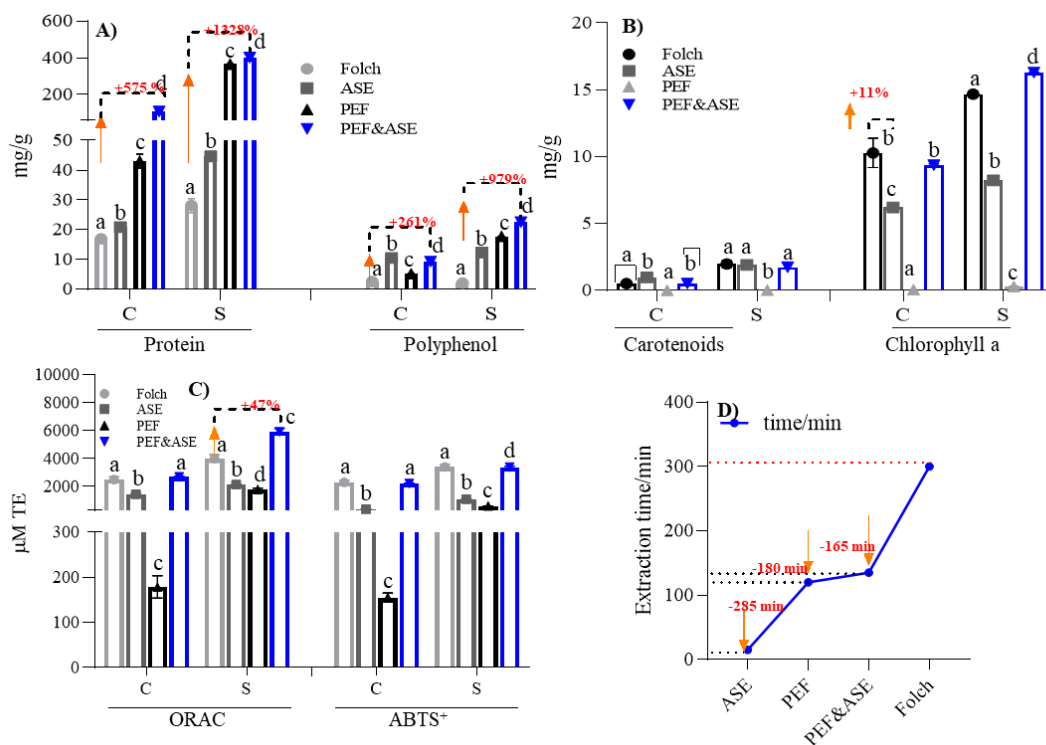 A)
mg/g
600
400
200
50
40
30
20
10
0
+575 %
+1328%
+261%
+979%
Folch
ASE
PEF
PEF&ASE
a b c d
a b c d
a b c d
a b c d
C S C S
Protein Polyphenol
B)
mg/g
20
15
10
5
0
Folch
ASE
PEF
PEF&ASE
+11%
a b a b
a a b a
b c a b
a b c d
C S C S
Carotenoids Chlorophyll a
C)
μM TE
10000
8000
6000
4000
2000
300
200
100
0
Folch
ASE
PEF
PEF&ASE
+47%
a b c a
a b d c
a b c a
a b c d
C S C S
ORAC ABTS+
D)
Extraction time/min
400
300
200
100
0
time/min
-285 min
-180 min
-165 min
ASE
PEF
PEF&ASE
Folch